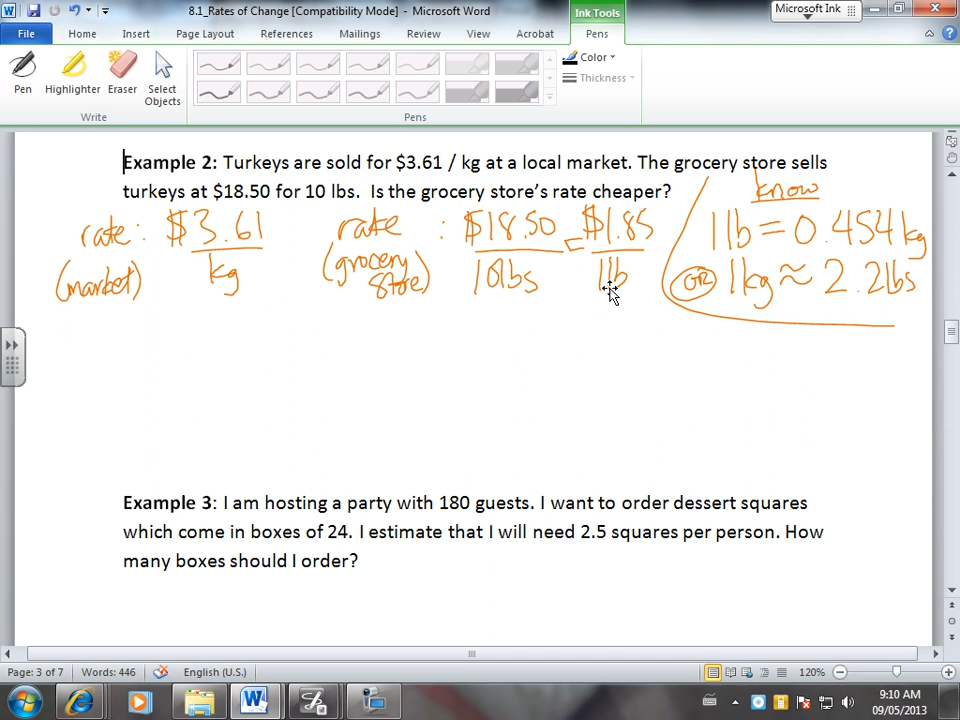 8.1_Rates of Change [Compatibility Mode] - Microsoft Word
Ink Tools
Microsoft Ink
File Home Insert Page Layout References Mailings Review View Acrobat Pens
Pen Highlighter Eraser Select Objects
Color
Thickness
Write Pens
Example 2: Turkeys are sold for $3.61 / kg at a local market. The grocery store sells
turkeys at $18.50 for 10 lbs. Is the grocery store's rate cheaper?
know
rate: $3.61
kg
(market)
rate : $18.50 = $1.85
10lbs 1lb
(grocery
store)
1lb = 0.454kg
OR 1kg ≈ 2.2lbs
Example 3: I am hosting a party with 180 guests. I want to order dessert squares
which come in boxes of 24. I estimate that I will need 2.5 squares per person. How
many boxes should I order?
Page: 3 of 7 Words: 446 English (U.S.) 120%
9:10 AM
09/05/2013